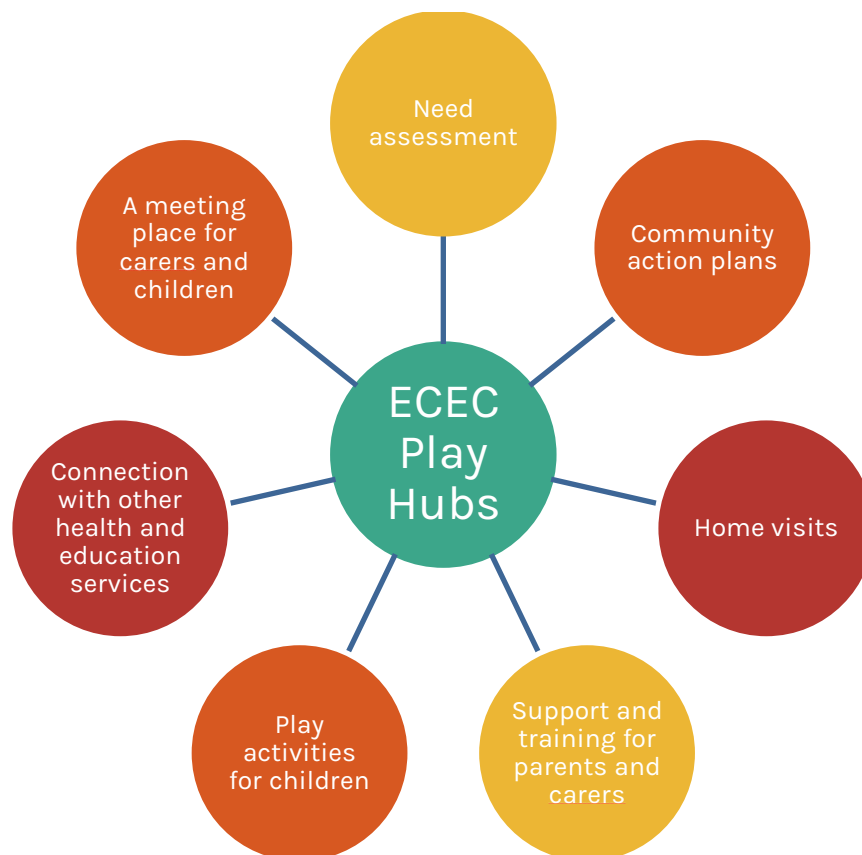 Need
assessment
A meeting
place for
carers and
children
Community
action plans
ECEC
Play
Hubs
Connection
with other
health and
education
services
Home visits
Play
activities
for children
Support and
training for
parents and
carers